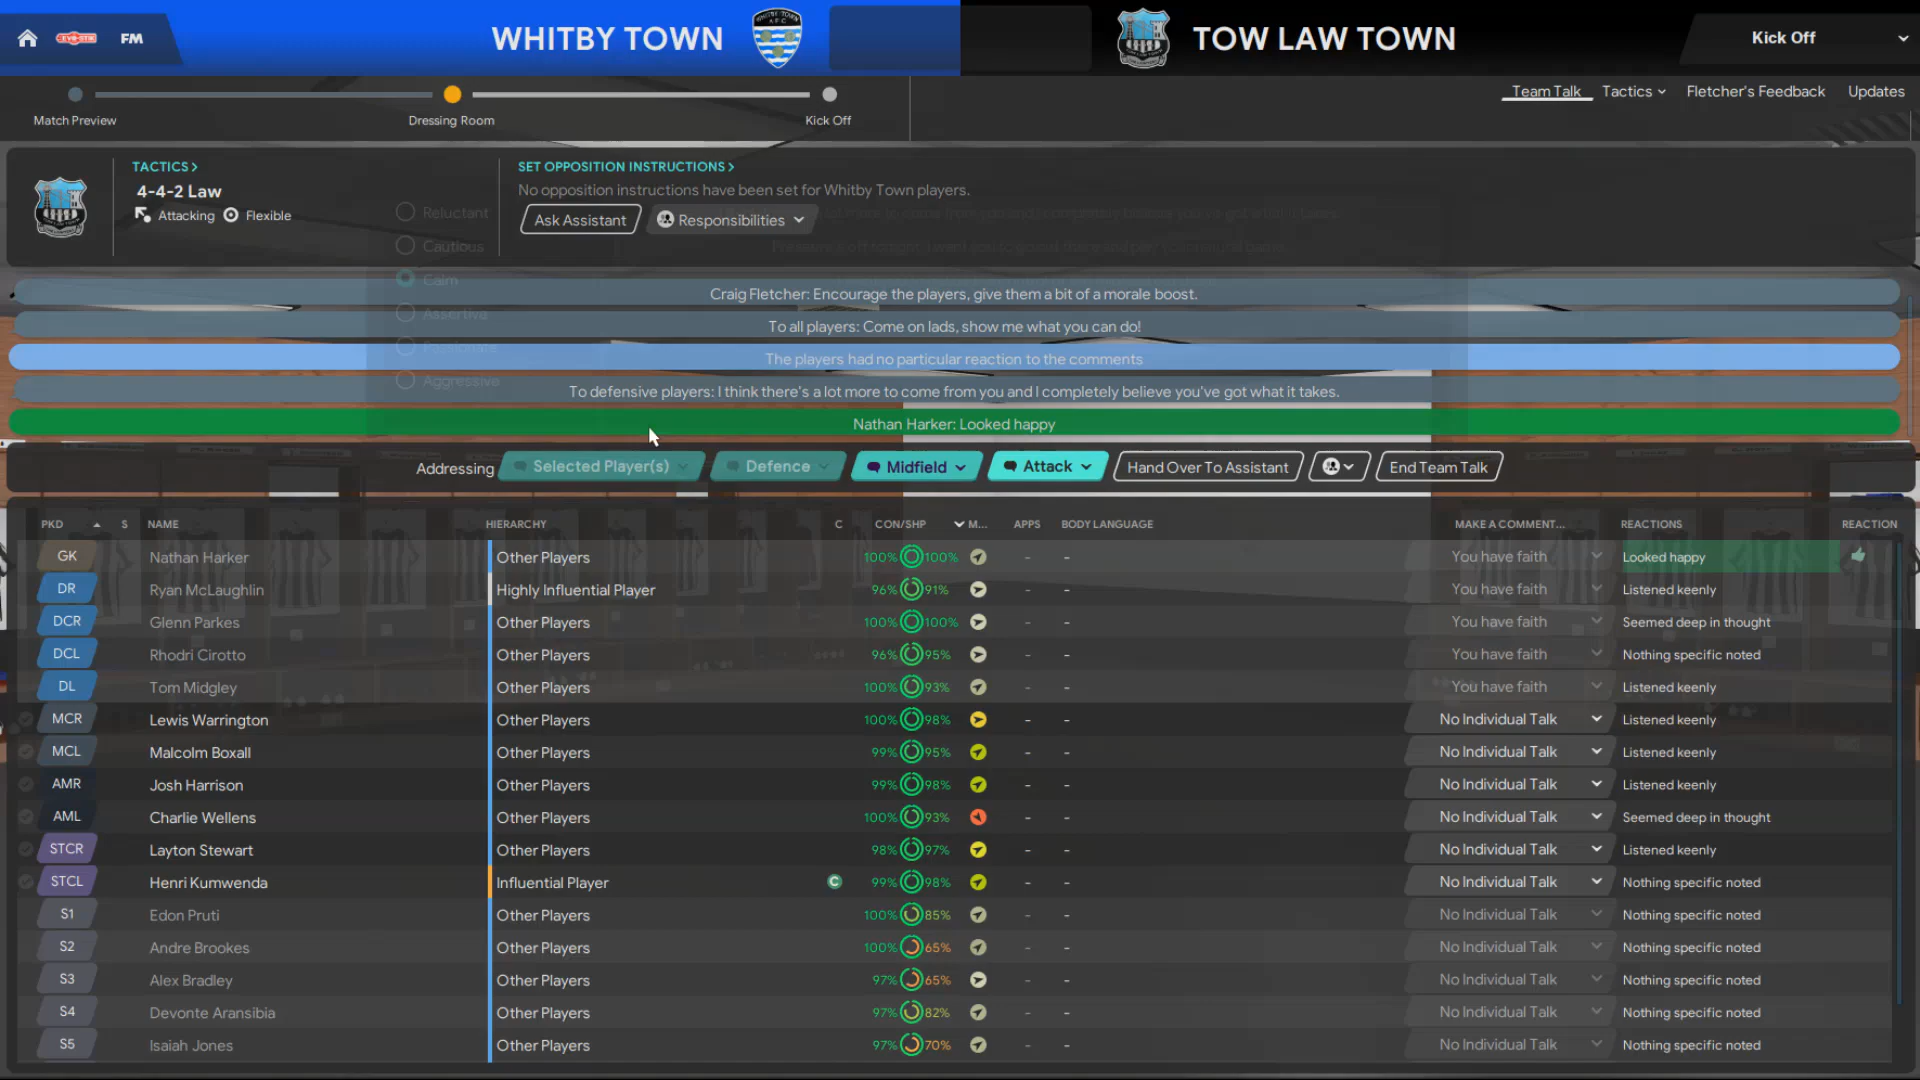 EVO-STIK
FM
WHITBY TOWN
TOW LAW TOWN
Kick Off
Match Preview
Dressing Room
Kick Off
Team Talk
Tactics
Fletcher's Feedback
Updates
TACTICS >
4-4-2 Law
Attacking Flexible
SET OPPOSITION INSTRUCTIONS >
No opposition instructions have been set for Whitby Town players.
Ask Assistant
Responsibilities
Reluctant
Cautious
Calm
Assertive
Passionate
Aggressive
Craig Fletcher: Encourage the players, give them a bit of a morale boost.
To all players: Come on lads, show me what you can do!
The players had no particular reaction to the comments
To defensive players: I think there's a lot more to come from you and I completely believe you've got what it takes.
Nathan Harker: Looked happy
Addressing Selected Player(s) Defence Midfield Attack Hand Over To Assistant End Team Talk
PKD S NAME HIERARCHY C CON/SHP M... APPS BODY LANGUAGE MAKE A COMMENT... REACTIONS REACTION
GK Nathan Harker Other Players 100% 100% - - You have faith Looked happy
DR Ryan McLaughlin Highly Influential Player 96% 91% - - You have faith Listened keenly
DCR Glenn Parkes Other Players 100% 100% - - You have faith Seemed deep in thought
DCL Rhodri Cirotto Other Players 96% 95% - - You have faith Nothing specific noted
DL Tom Midgley Other Players 100% 93% - - You have faith Listened keenly
MCR Lewis Warrington Other Players 100% 98% - - No Individual Talk Listened keenly
MCL Malcolm Boxall Other Players 99% 95% - - No Individual Talk Listened keenly
AMR Josh Harrison Other Players 99% 98% - - No Individual Talk Listened keenly
AML Charlie Wellens Other Players 100% 93% - - No Individual Talk Seemed deep in thought
STCR Layton Stewart Other Players 98% 97% - - No Individual Talk Listened keenly
STCL Henri Kumwenda Influential Player C 99% 98% - - No Individual Talk Nothing specific noted
S1 Edon Pruti Other Players 100% 85% - - No Individual Talk Nothing specific noted
S2 Andre Brookes Other Players 100% 65% - - No Individual Talk Nothing specific noted
S3 Alex Bradley Other Players 97% 65% - - No Individual Talk Nothing specific noted
S4 Devonte Aransibia Other Players 97% 82% - - No Individual Talk Nothing specific noted
S5 Isaiah Jones Other Players 97% 70% - - No Individual Talk Nothing specific noted